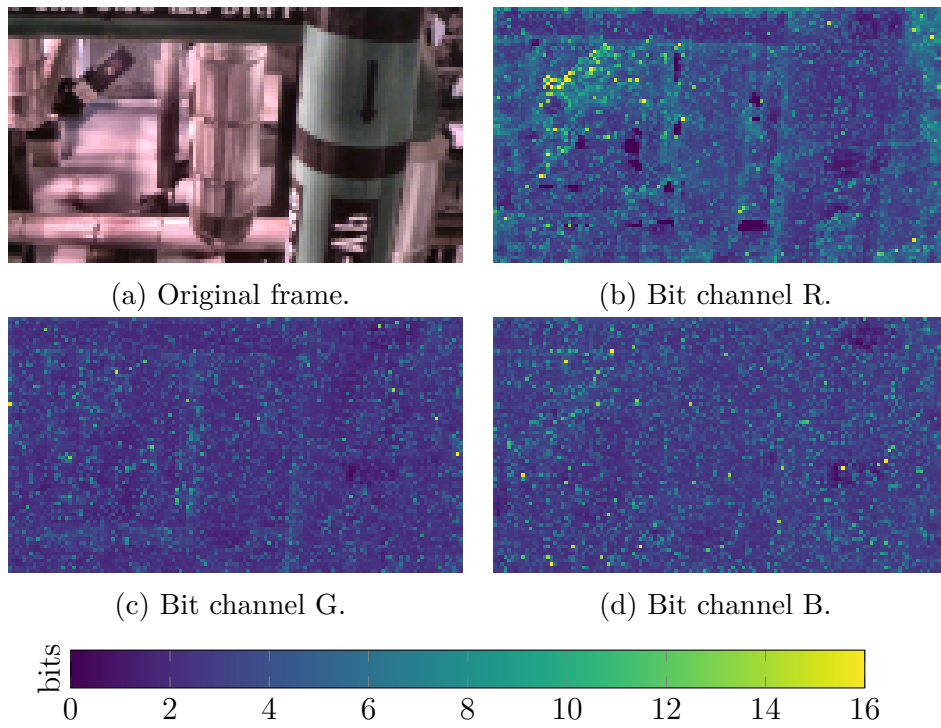 (a) Original frame.
(b) Bit channel R.
(c) Bit channel G.
(d) Bit channel B.
bits
0 2 4 6 8 10 12 14 16